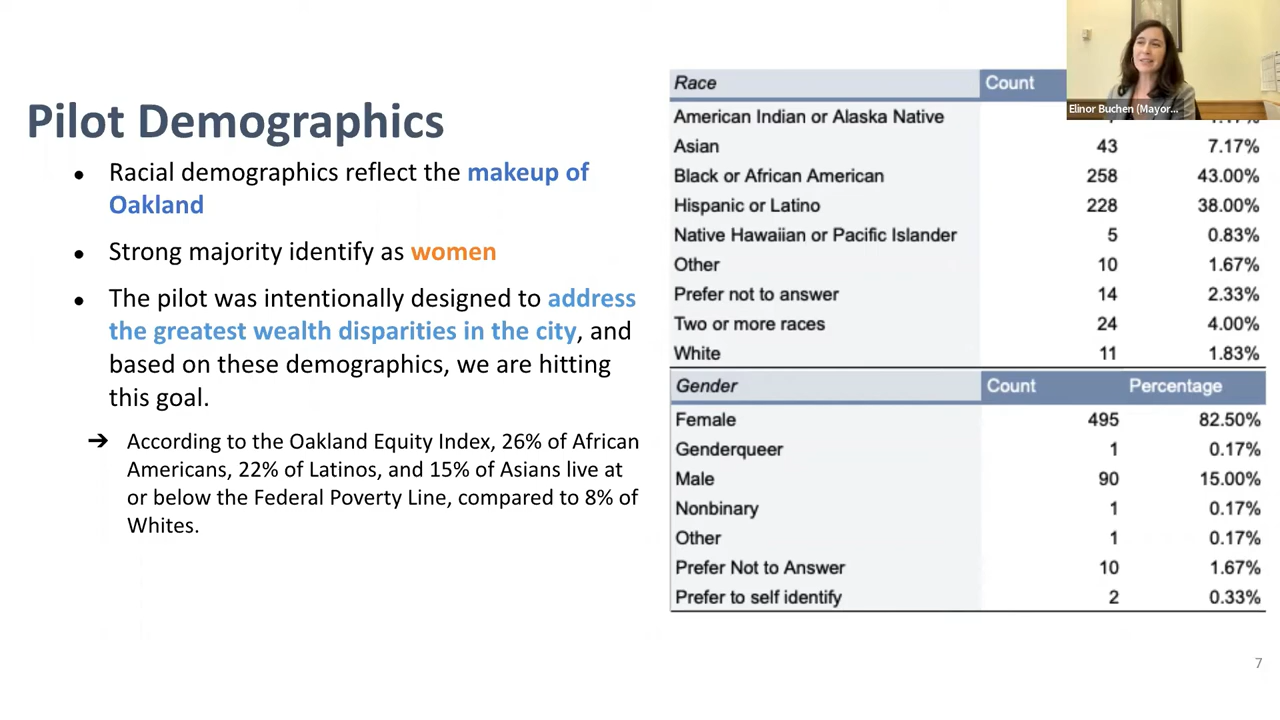 Pilot Demographics
● Racial demographics reflect the makeup of
Oakland
● Strong majority identify as women
● The pilot was intentionally designed to address
the greatest wealth disparities in the city, and
based on these demographics, we are hitting
this goal.
➔ According to the Oakland Equity Index, 26% of African
Americans, 22% of Latinos, and 15% of Asians live at
or below the Federal Poverty Line, compared to 8% of
Whites.
Race Count
American Indian or Alaska Native
Asian 43 7.17%
Black or African American 258 43.00%
Hispanic or Latino 228 38.00%
Native Hawaiian or Pacific Islander 5 0.83%
Other 10 1.67%
Prefer not to answer 14 2.33%
Two or more races 24 4.00%
White 11 1.83%
Gender Count Percentage
Female 495 82.50%
Genderqueer 1 0.17%
Male 90 15.00%
Nonbinary 1 0.17%
Other 1 0.17%
Prefer Not to Answer 10 1.67%
Prefer to self identify 2 0.33%
Elinor Buchen (Mayor...
7